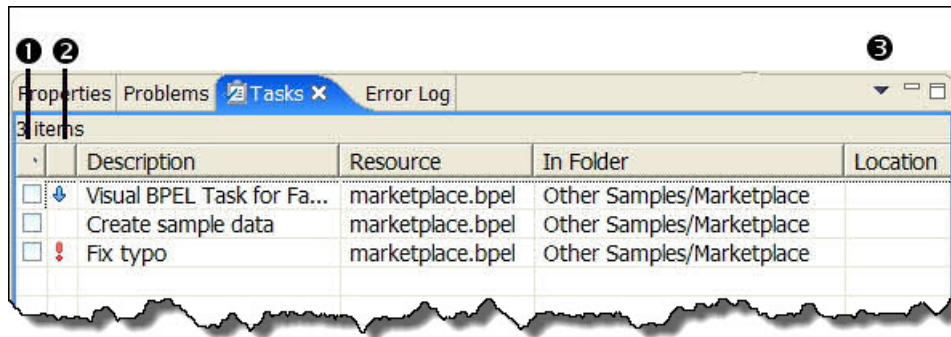 ❶ ❷ ❸
Properties Problems Tasks Error Log
3 items
Description Resource In Folder Location
Visual BPEL Task for Fa... marketplace.bpel Other Samples/Marketplace
Create sample data marketplace.bpel Other Samples/Marketplace
Fix typo marketplace.bpel Other Samples/Marketplace